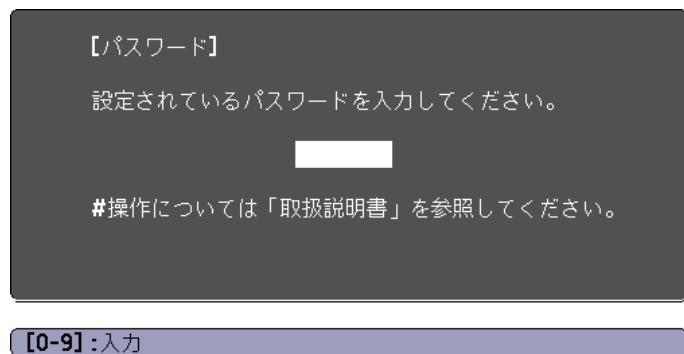 【パスワード】
設定されているパスワードを入力してください。
#操作については「取扱説明書」を参照してください。
[0-9]:入力